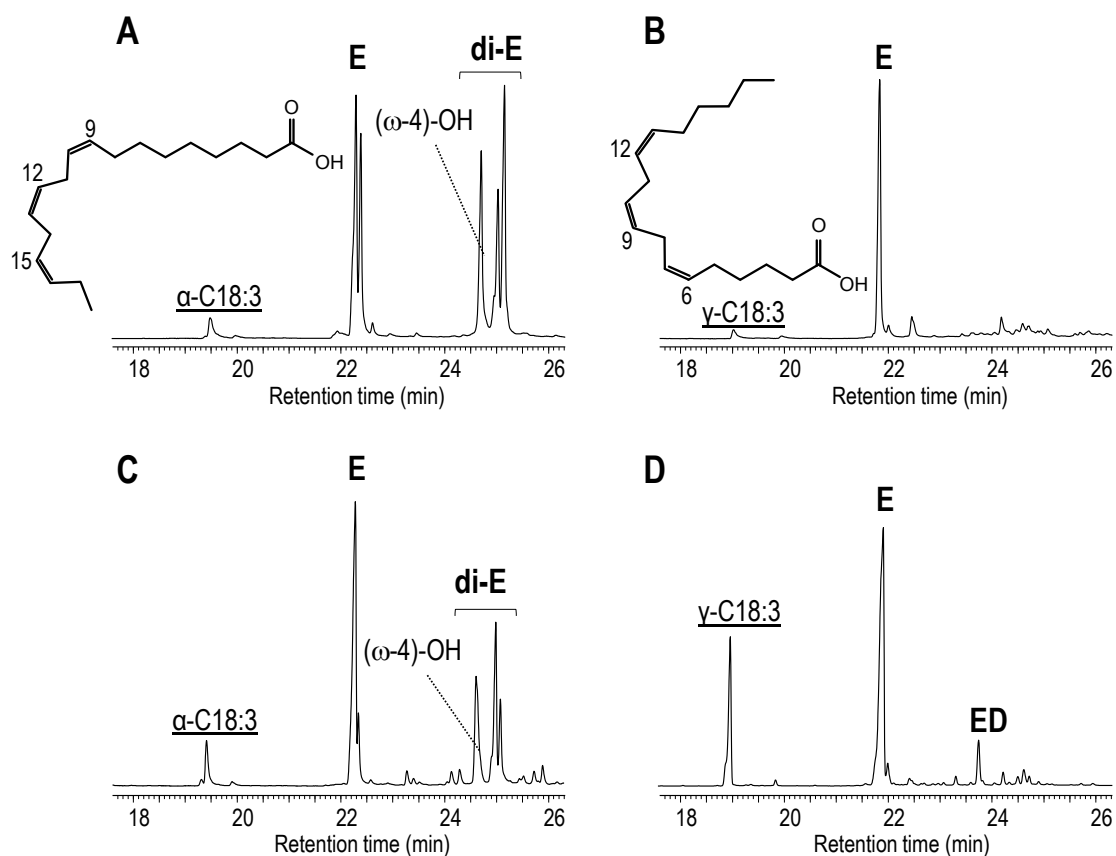 A
E
di-E
(ω-4)-OH
9
O
OH
12
15
α-C18:3
18 20 22 24 26
Retention time (min)
B
E
12
9
6
O
OH
γ-C18:3
18 20 22 24 26
Retention time (min)
C
E
di-E
(ω-4)-OH
α-C18:3
18 20 22 24 26
Retention time (min)
D
E
γ-C18:3
ED
18 20 22 24 26
Retention time (min)